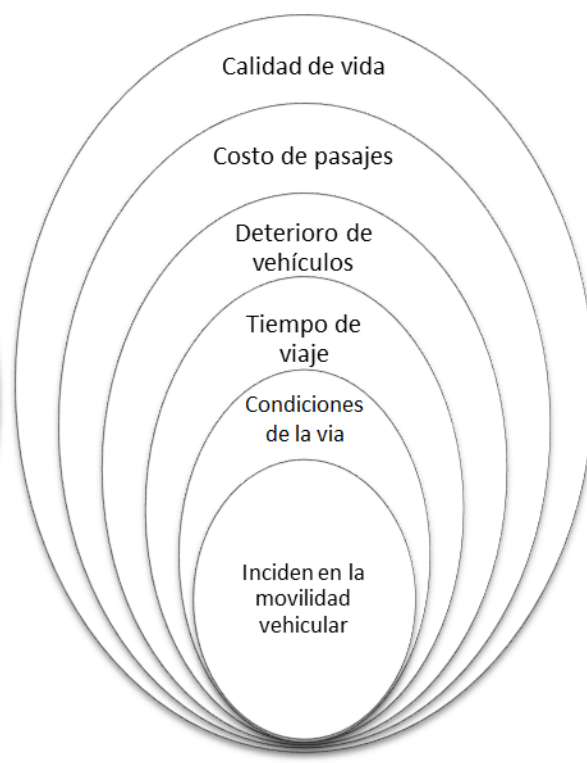 Calidad de vida
Costo de pasajes
Deterioro de
vehículos
Tiempo de
viaje
Condiciones
de la via
Inciden en la
movilidad
vehicular